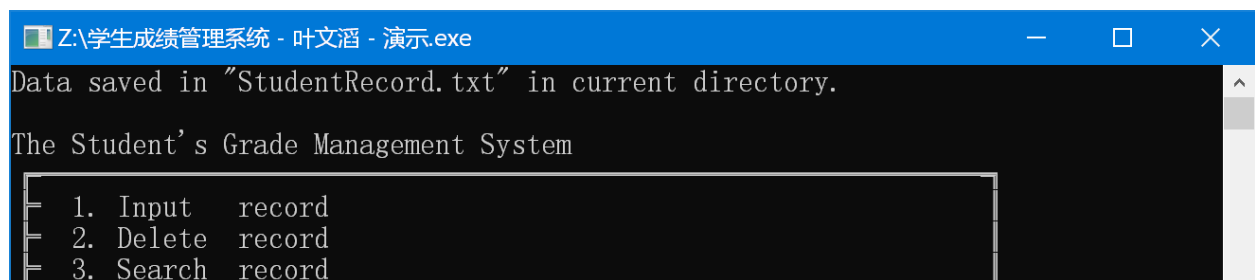 Z:\学生成绩管理系统 - 叶文滔 - 演示.exe
Data saved in "StudentRecord.txt" in current directory.
The Student's Grade Management System
1. Input record
2. Delete record
3. Search record